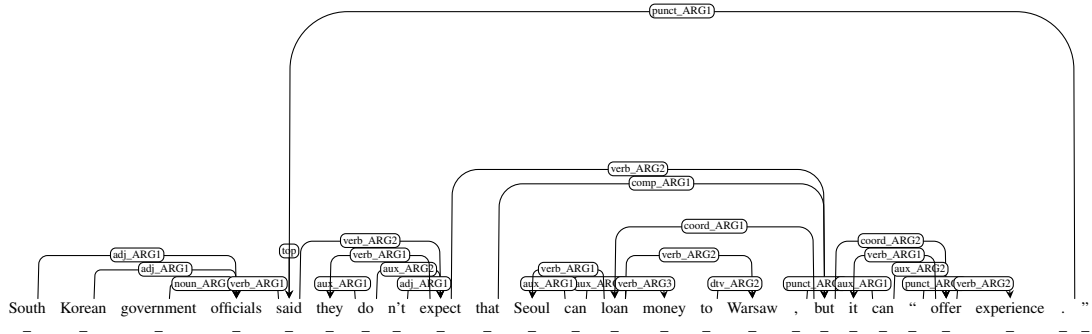 punct_ARG1
verb_ARG2
comp_ARG1
coord_ARG1
top verb_ARG2 coord_ARG2
adj_ARG1 verb_ARG1 verb_ARG2 verb_ARG1
adj_ARG1 aux_ARG2 verb_ARG1 aux_ARG2
verb_ARG1 aux_ARG1 adj_ARG1 aux_ARG1 verb_ARG3 dtv_ARG2 aux_ARG1 verb_ARG2
South Korean government officials said they do n't expect that Seoul can loan money to Warsaw , but it can “ offer experience . ”